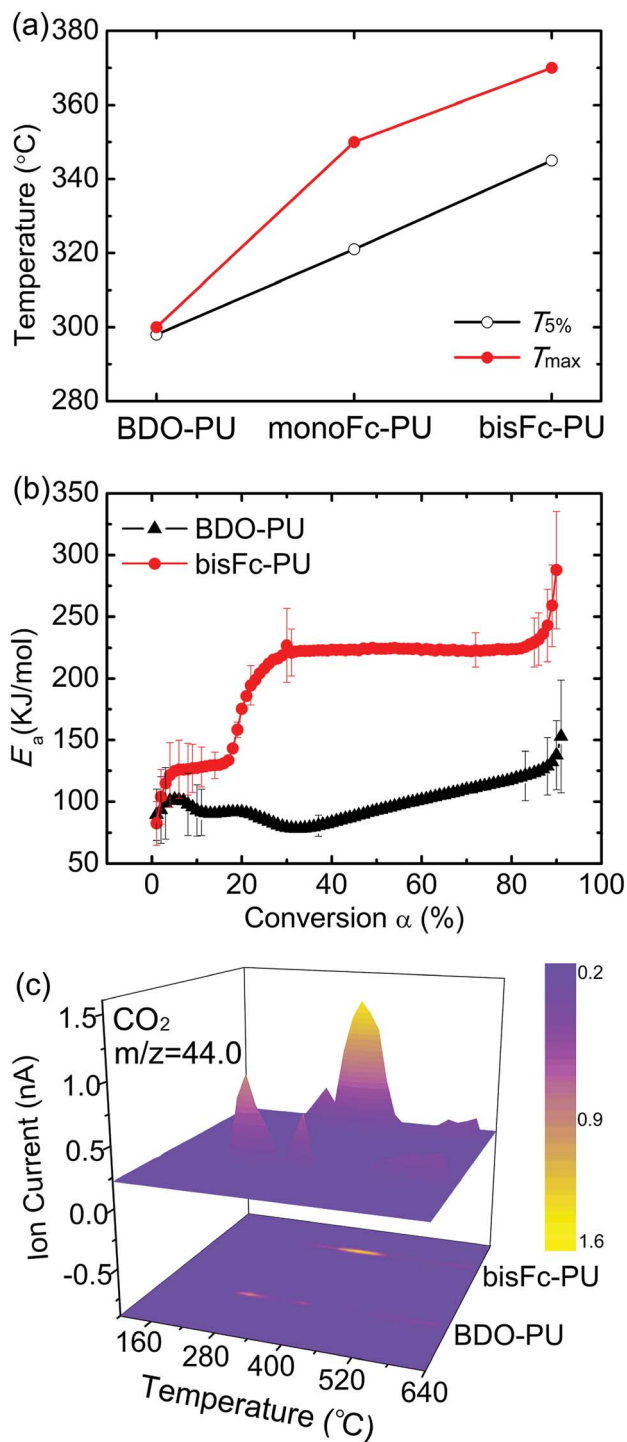 (a)
380
360
340
320
300
280
Temperature (°C)
T5%
Tmax
BDO-PU monoFc-PU bisFc-PU
(b)
350
300
250
200
150
100
50
Ea(KJ/mol)
BDO-PU
bisFc-PU
0 20 40 60 80 100
Conversion α (%)
(c)
CO2
m/z=44.0
1.5
1.0
0.5
0.0
-0.5
Ion Current (nA)
0.2
0.9
1.6
bisFc-PU
BDO-PU
160 280 400 520 640
Temperature (℃)